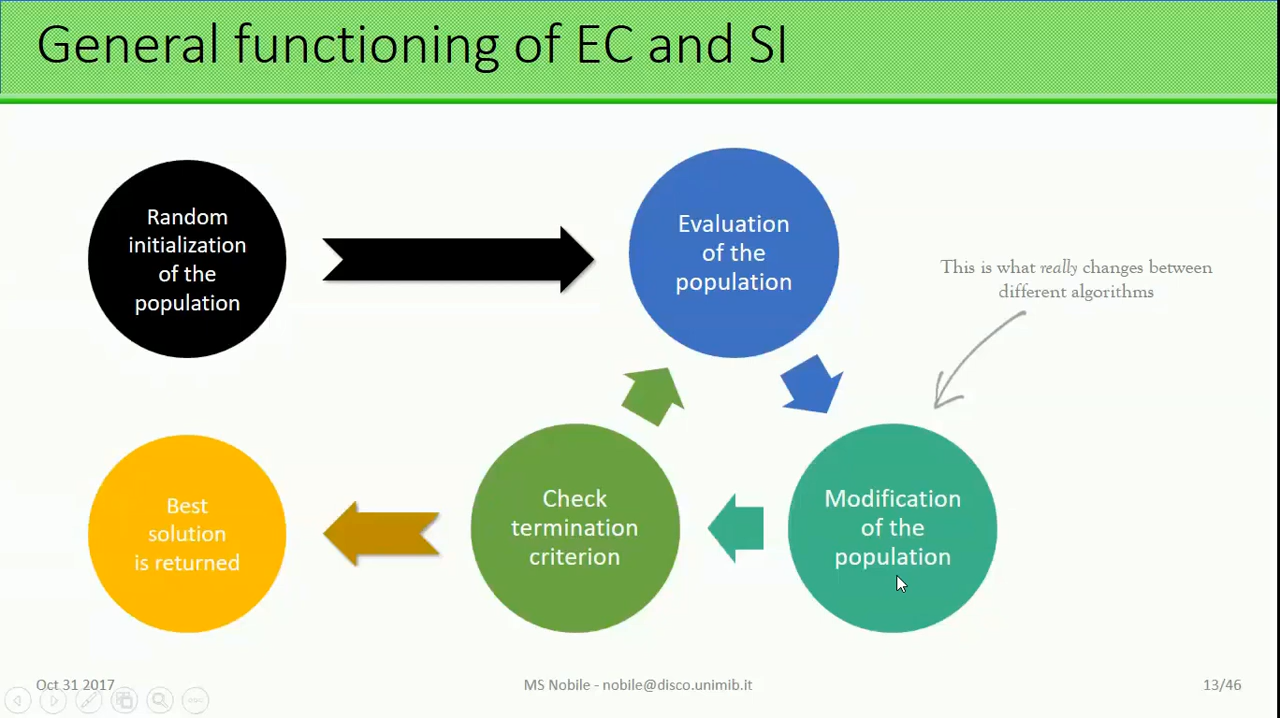 General functioning of EC and SI
Random
initialization
of the
population
Evaluation
of the
population
This is what really changes between
different algorithms
Modification
of the
population
Check
termination
criterion
Best
solution
is returned
Oct 31 2017
MS Nobile - nobile@disco.unimib.it
13/46